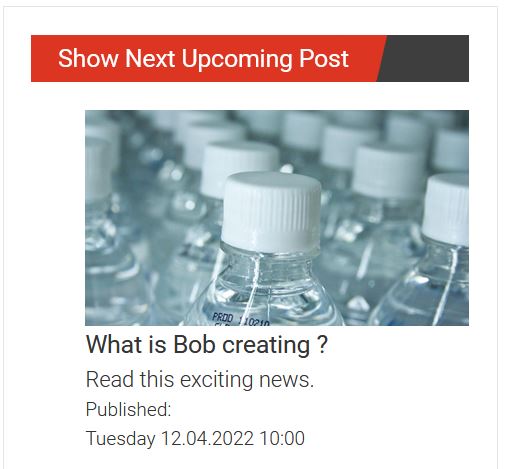 Show Next Upcoming Post
PROD 110210
What is Bob creating ?
Read this exciting news.
Published:
Tuesday 12.04.2022 10:00